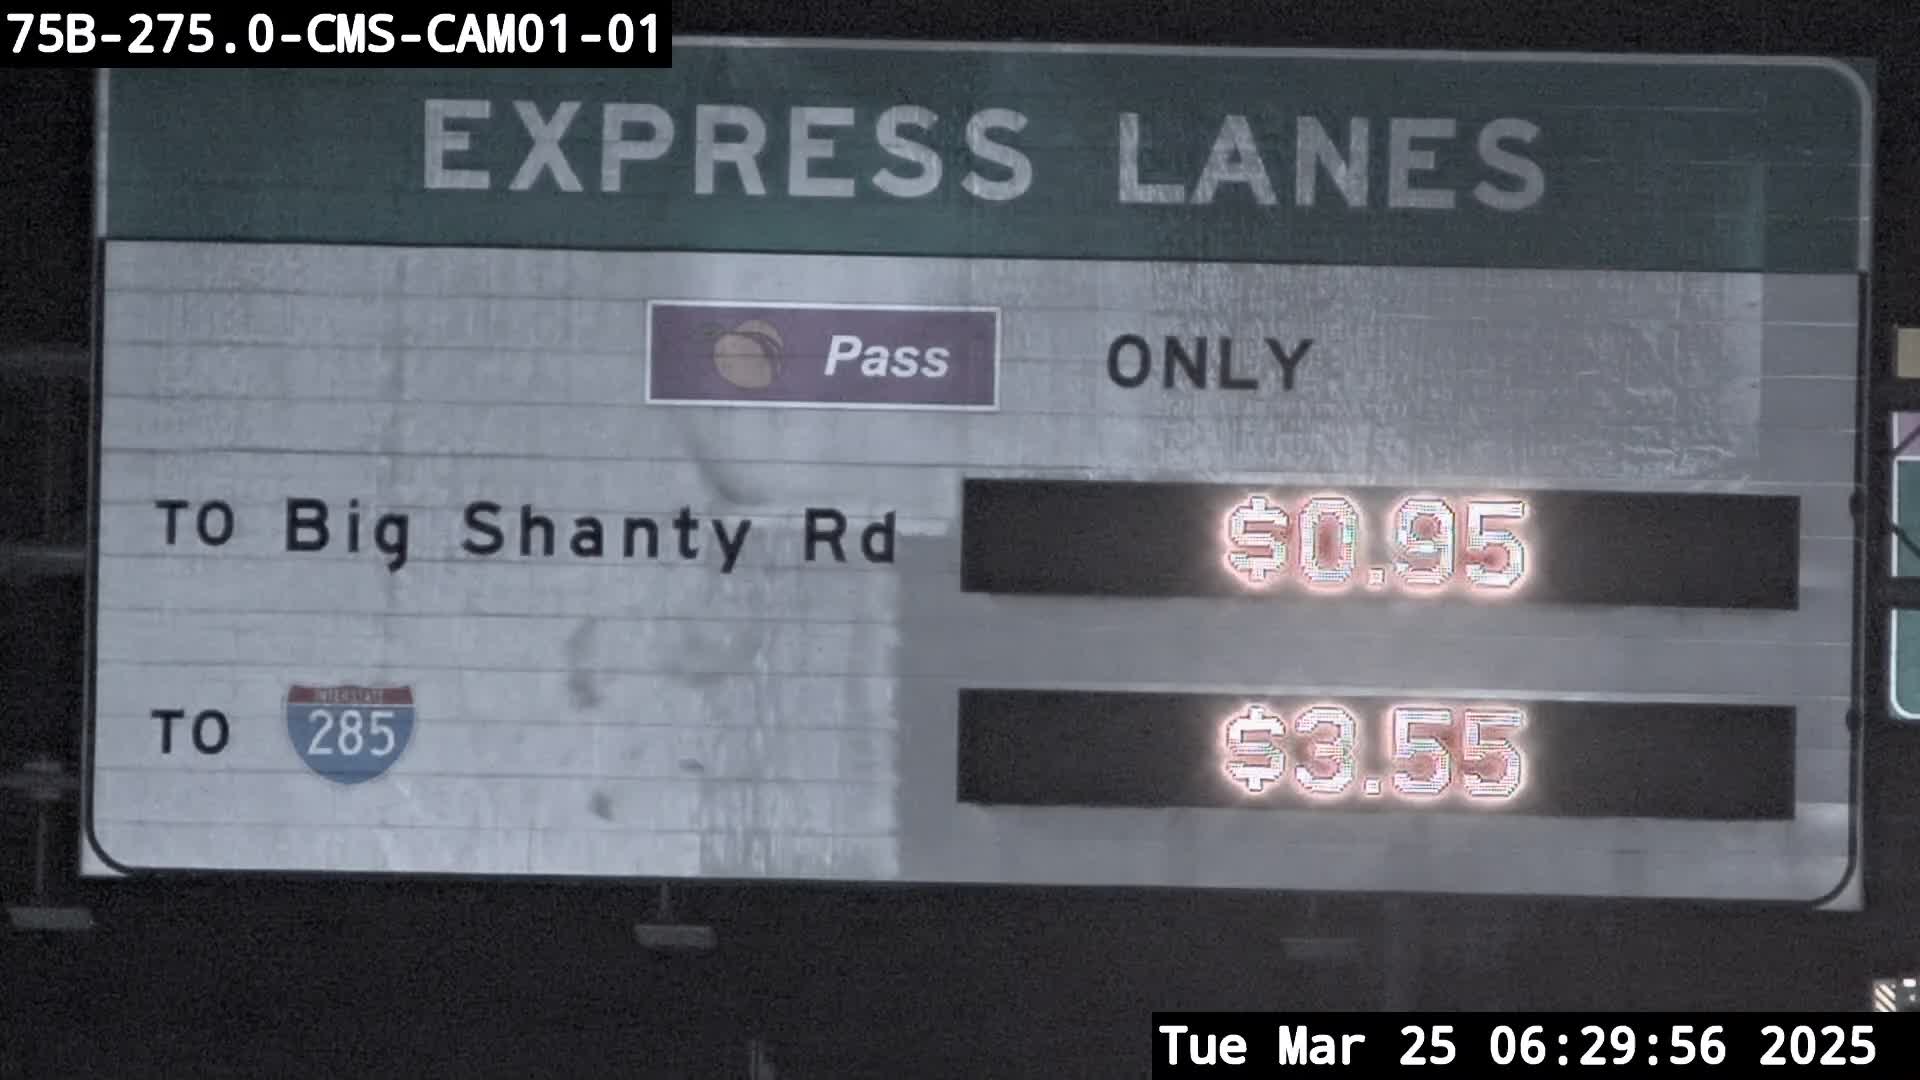 75B-275.0-CMS-CAM01-01
EXPRESS LANES
Pass ONLY
TO Big Shanty Rd $0.95
TO INTERSTATE 285 $3.55
Tue Mar 25 06:29:56 2025